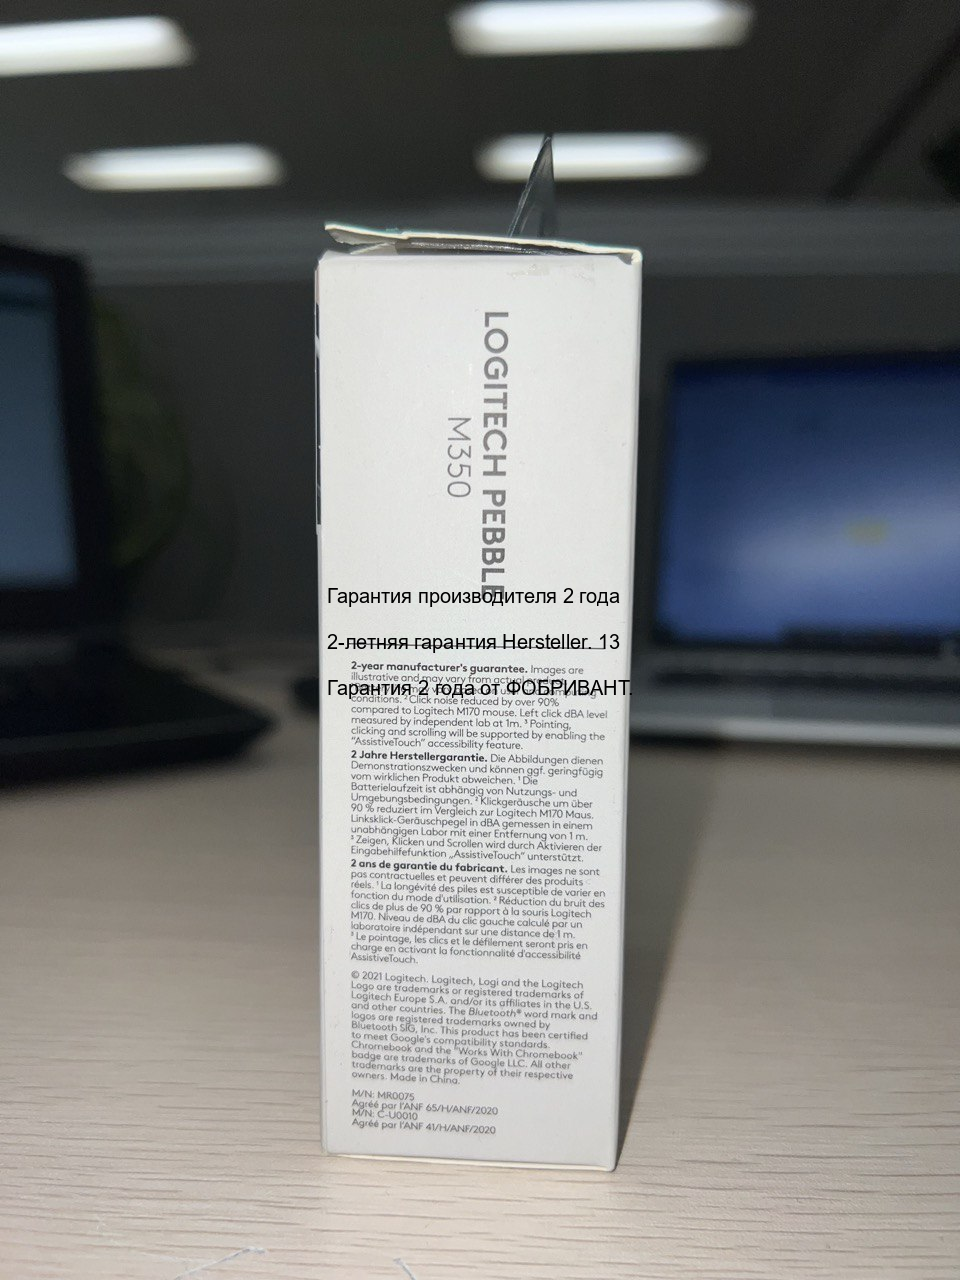 LOGITECH PEBBLE
M350
Гарантия производителя 2 года
2-летняя гарантия Hersteller. 13
Гарантия 2 года от ФОБРИВАНТ.
2-year manufacturer's guarantee. Images are
illustrative and may vary from actual
conditions. ² Click noise reduced by over 90%
compared to Logitech M170 mouse. Left click dBA level
measured by independent lab at 1m. ³ Pointing,
clicking and scrolling will be supported by enabling the
"AssistiveTouch" accessibility feature.
2 Jahre Herstellergarantie. Die Abbildungen dienen
Demonstrationszwecken und können ggf. geringfügig
vom wirklichen Produkt abweichen. ¹ Die
Batterielaufzeit ist abhängig von Nutzungs- und
Umgebungsbedingungen. ² Klickgeräusche um über
90 % reduziert im Vergleich zur Logitech M170 Maus.
Linksklick-Geräuschpegel in dBA gemessen in einem
unabhängigen Labor mit einer Entfernung von 1 m.
³ Zeigen, Klicken und Scrollen wird durch Aktivieren der
Eingabehilfefunktion „AssistiveTouch" unterstützt.
2 ans de garantie du fabricant. Les images ne sont
pas contractuelles et peuvent différer des produits
réels. ¹ La longévité des piles est susceptible de varier en
fonction du mode d'utilisation. ² Réduction du bruit des
clics de plus de 90 % par rapport à la souris Logitech
M170. Niveau de dBA du clic gauche calculé par un
laboratoire indépendant sur une distance de 1 m.
³ Le pointage, les clics et le défilement seront pris en
charge en activant la fonctionnalité d'accessibilité
AssistiveTouch.
© 2021 Logitech. Logitech, Logi and the Logitech
Logo are trademarks or registered trademarks of
Logitech Europe S.A. and/or its affiliates in the U.S.
and other countries. The Bluetooth® word mark and
logos are registered trademarks owned by
Bluetooth SIG, Inc. This product has been certified
to meet Google's compatibility standards.
Chromebook and the "Works With Chromebook"
badge are trademarks of Google LLC. All other
trademarks are the property of their respective
owners. Made in China.
M/N: MR0075
Agréé par l'ANF 65/H/ANF/2020
M/N: C-U0010
Agréé par l'ANF 41/H/ANF/2020